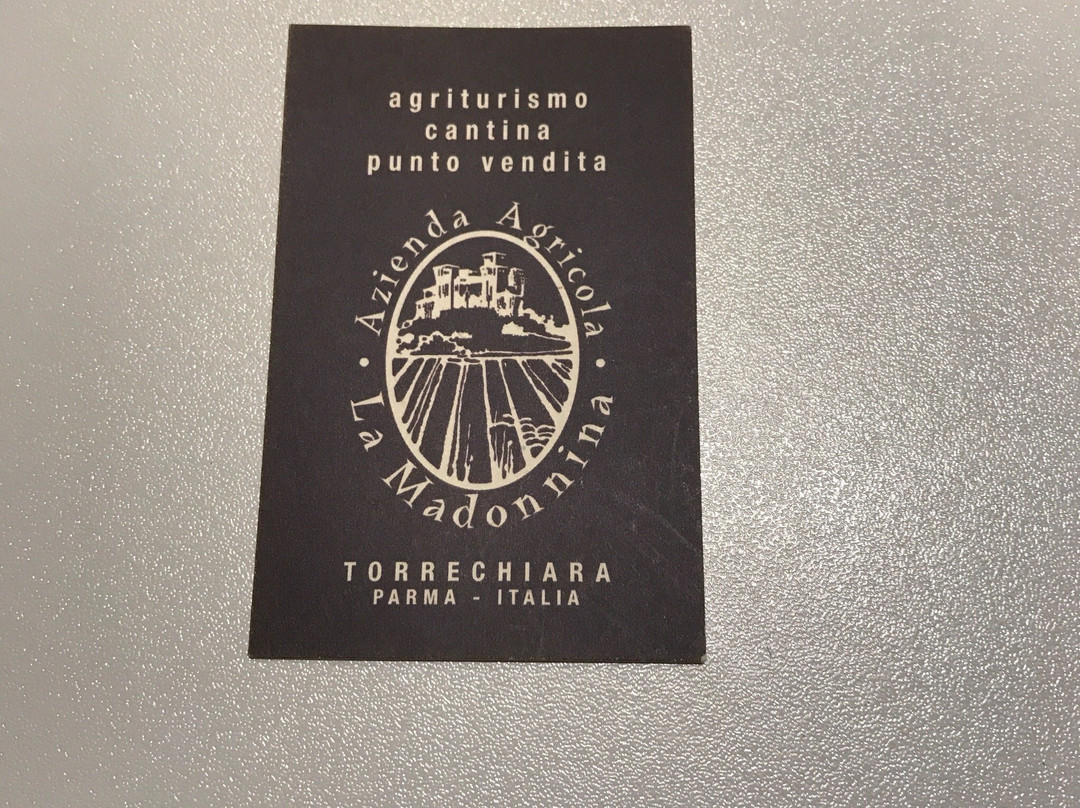 agriturismo
cantina
punto vendita
Azienda Agricola
La Madonnina
TORRECHIARA
PARMA - ITALIA